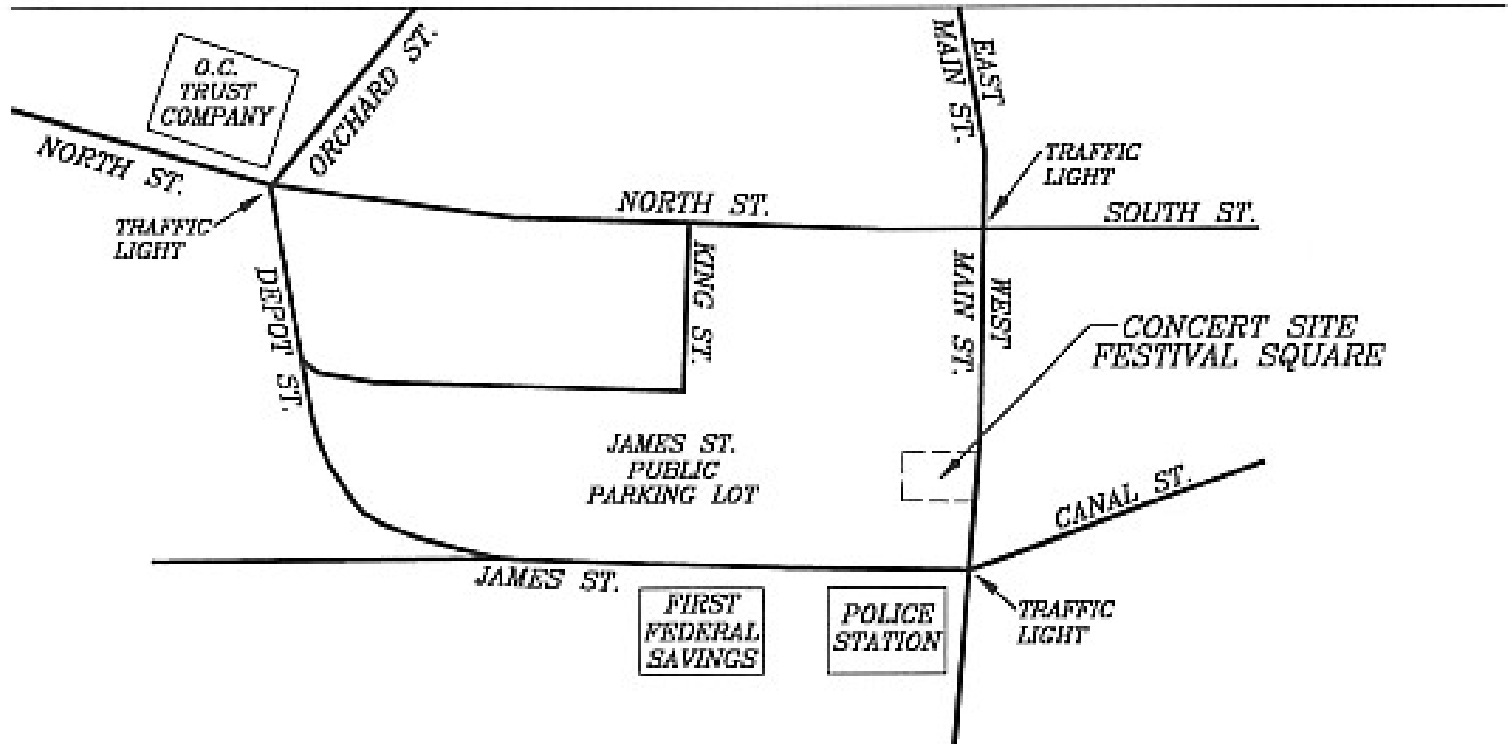 O.C.
TRUST
COMPANY
ORCHARD ST.
EAST
MAIN ST.
NORTH ST.
TRAFFIC
LIGHT
TRAFFIC
LIGHT
NORTH ST.
SOUTH ST.
DEPOT ST.
KING ST.
WEST
MAIN ST.
CONCERT SITE
FESTIVAL SQUARE
JAMES ST.
PUBLIC
PARKING LOT
CANAL ST.
JAMES ST.
FIRST
FEDERAL
SAVINGS
POLICE
STATION
TRAFFIC
LIGHT